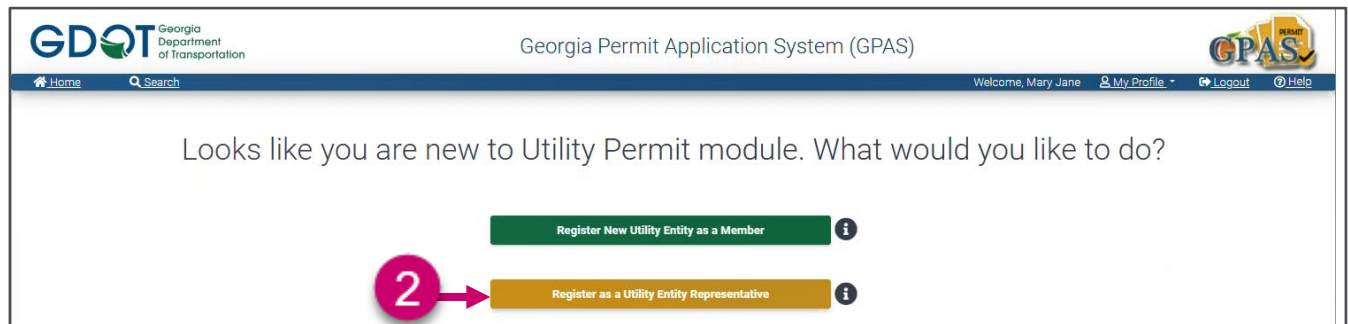 GDOT Georgia
Department
of Transportation
Georgia Permit Application System (GPAS)
PERMIT
GPAS
Home Search Welcome, Mary Jane My Profile Logout Help
Looks like you are new to Utility Permit module. What would you like to do?
Register New Utility Entity as a Member
2 Register as a Utility Entity Representative